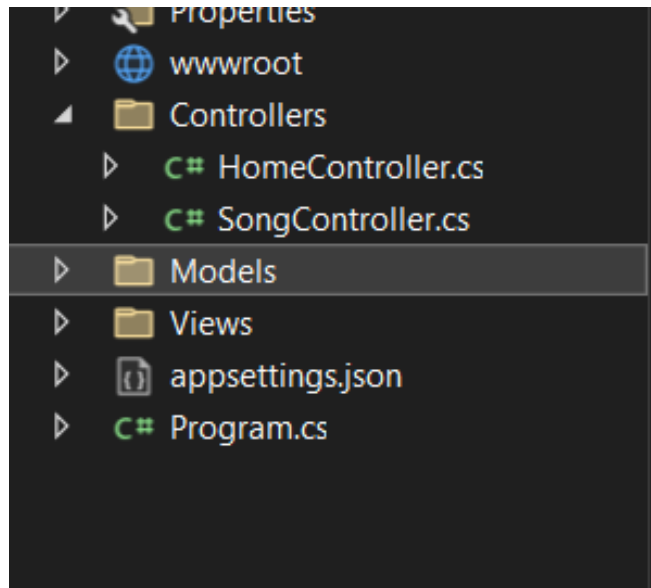 Properties
wwwroot
Controllers
C# HomeController.cs
C# SongController.cs
Models
Views
appsettings.json
C# Program.cs